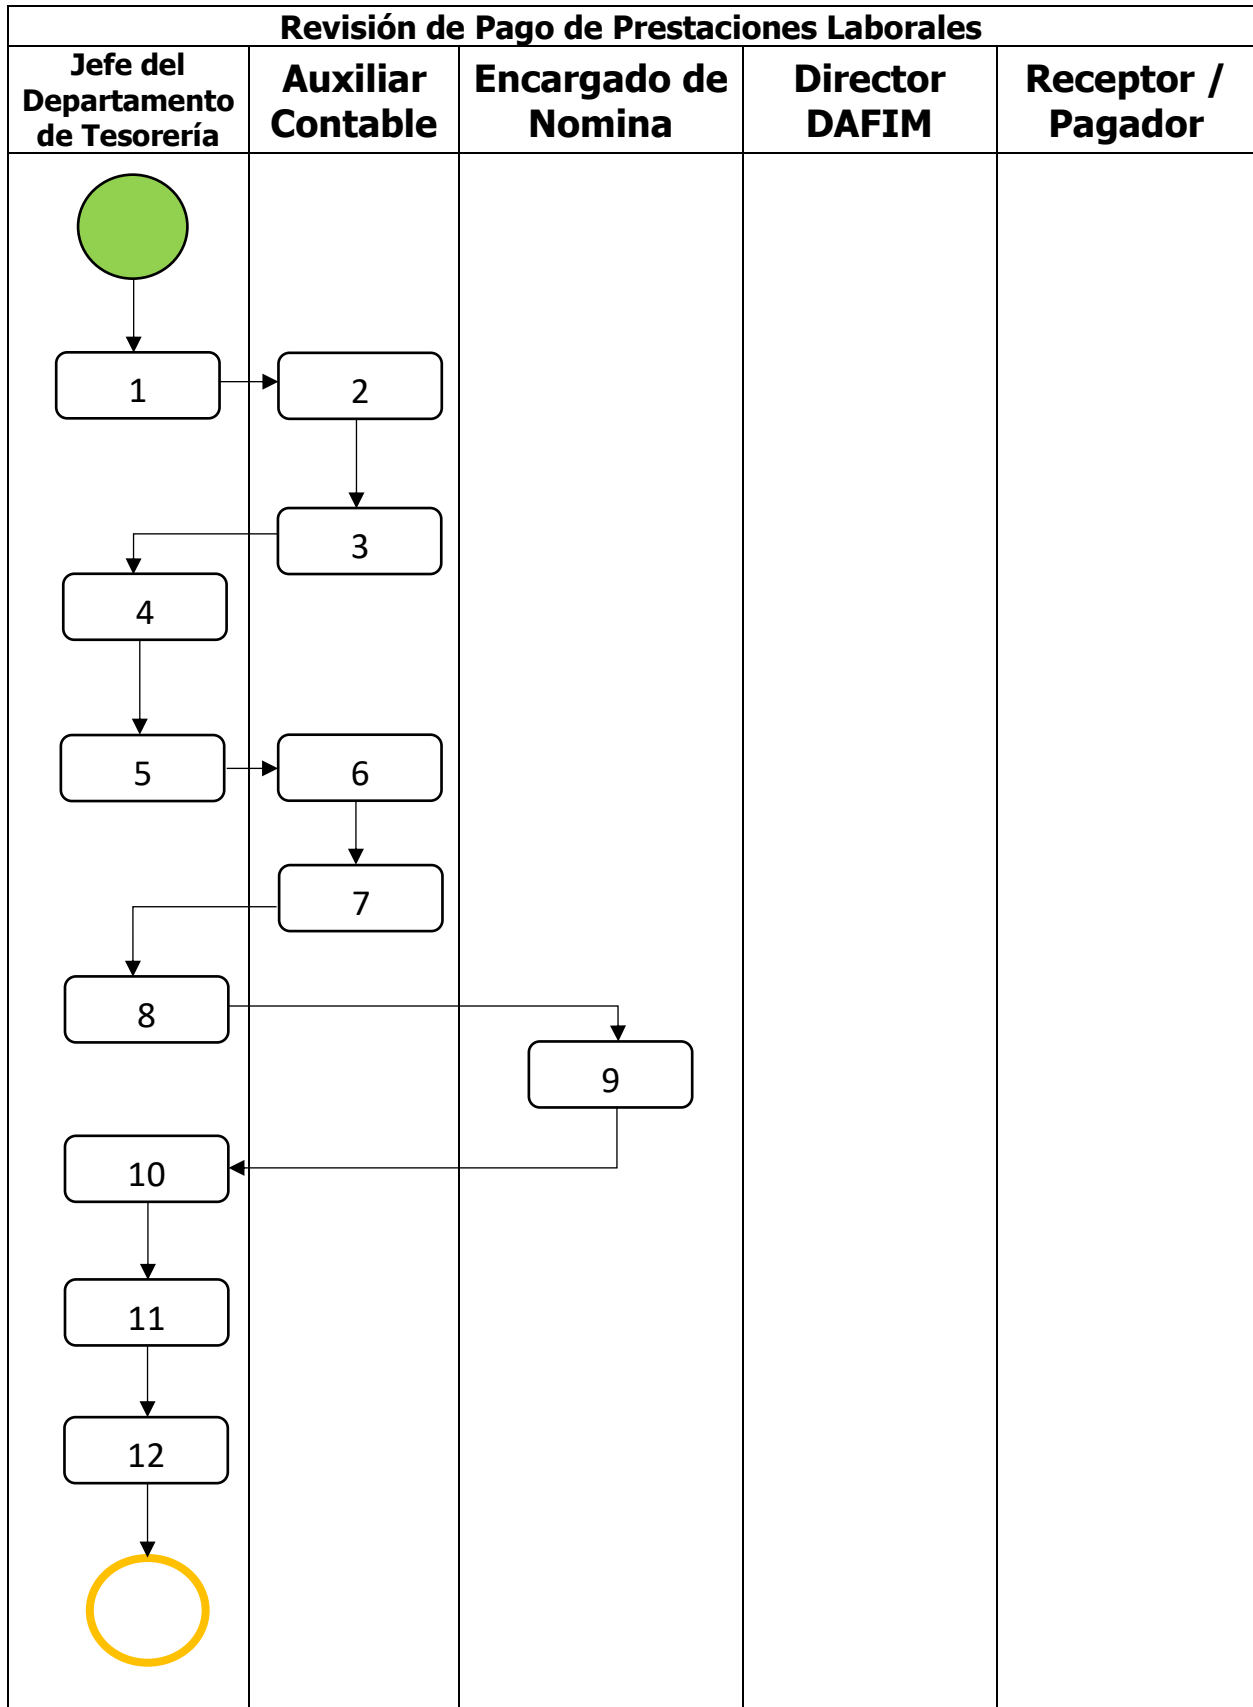 Revisión de Pago de Prestaciones Laborales
Jefe del
Departamento
de Tesorería
Auxiliar
Contable
Encargado de
Nomina
Director
DAFIM
Receptor /
Pagador
1
2
3
4
5
6
7
8
9
10
11
12